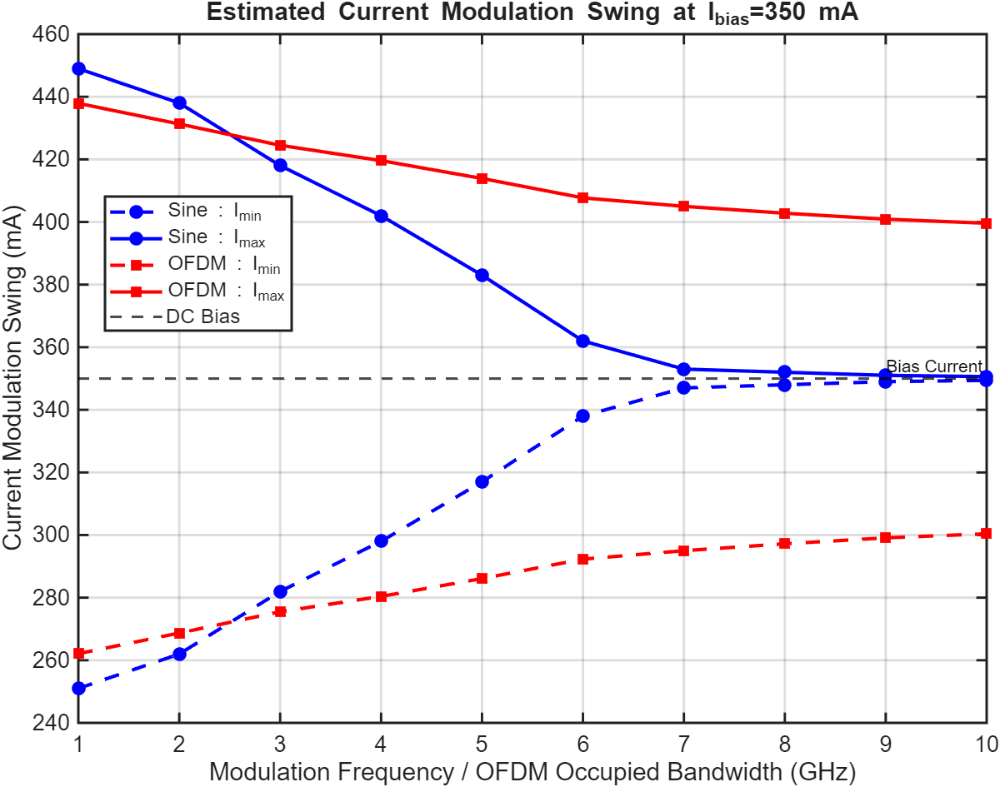 Estimated Current Modulation Swing at Ibias=350 mA
460
440
420
400
380
360
340
320
300
280
260
240
Current Modulation Swing (mA)
Sine : Imin
Sine : Imax
OFDM : Imin
OFDM : Imax
DC Bias
Bias Current
1 2 3 4 5 6 7 8 9 10
Modulation Frequency / OFDM Occupied Bandwidth (GHz)